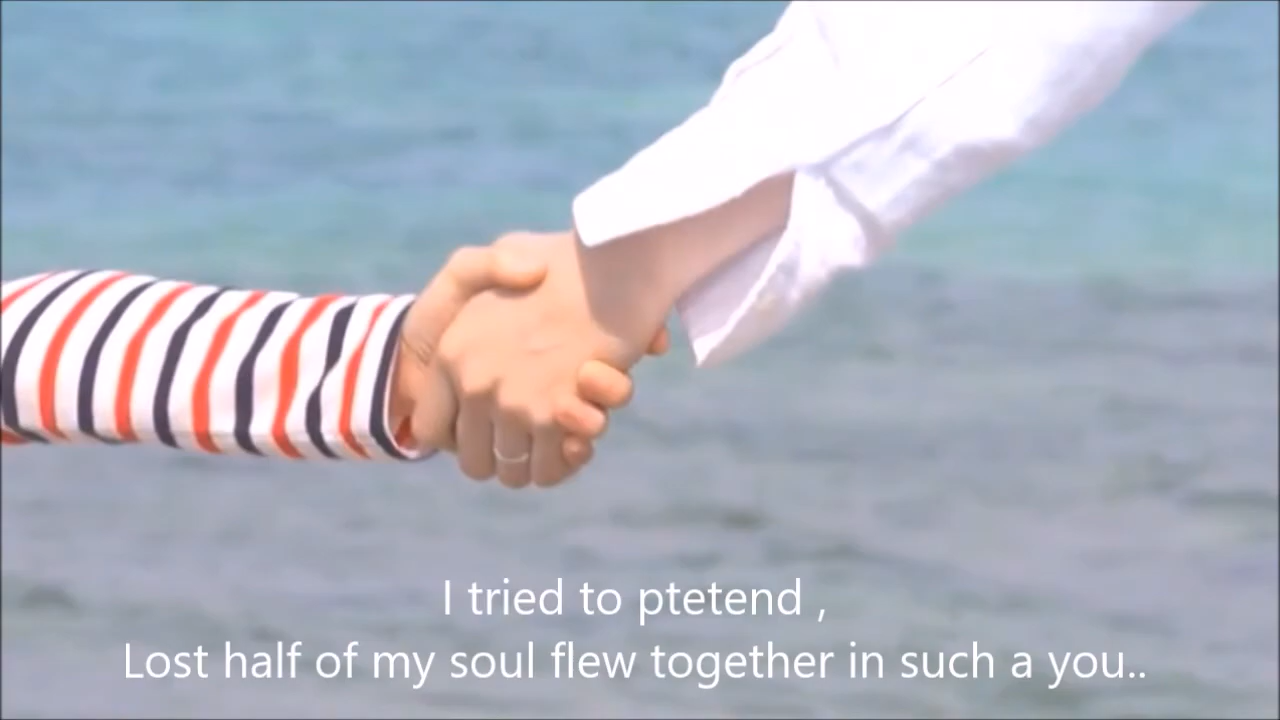 I tried to ptetend ,
Lost half of my soul flew together in such a you..